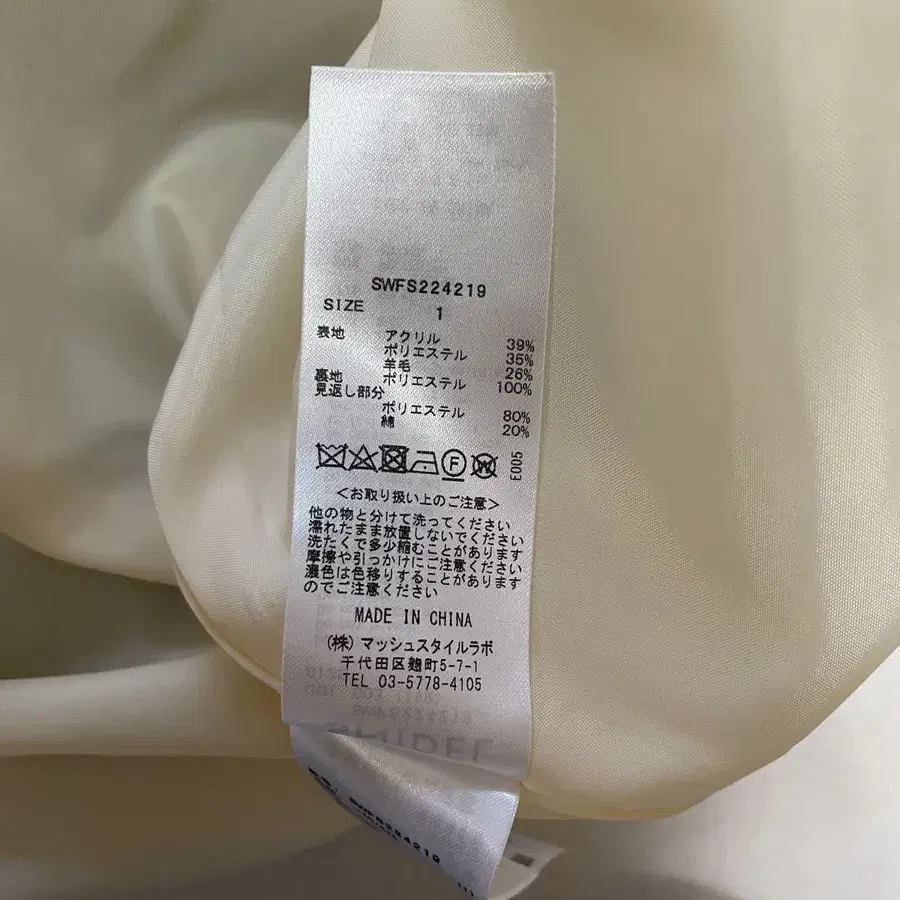 SWFS224219
SIZE 1
表地 アクリル 39%
ポリエステル 35%
羊毛 26%
裏地 ポリエステル 100%
見返し部分
ポリエステル 80%
綿 20%
F W E005
<お取り扱い上のご注意>
他の物と分けて洗ってください
濡れたまま放置しないでください
洗たくで多少縮むことがあります
摩擦や引っかけにご注意ください
濃色は色移りすることがあります
のでご注意ください
MADE IN CHINA
(株) マッシュスタイルラボ
千代田区麹町5-7-1
TEL 03-5778-4105
SWFS224219